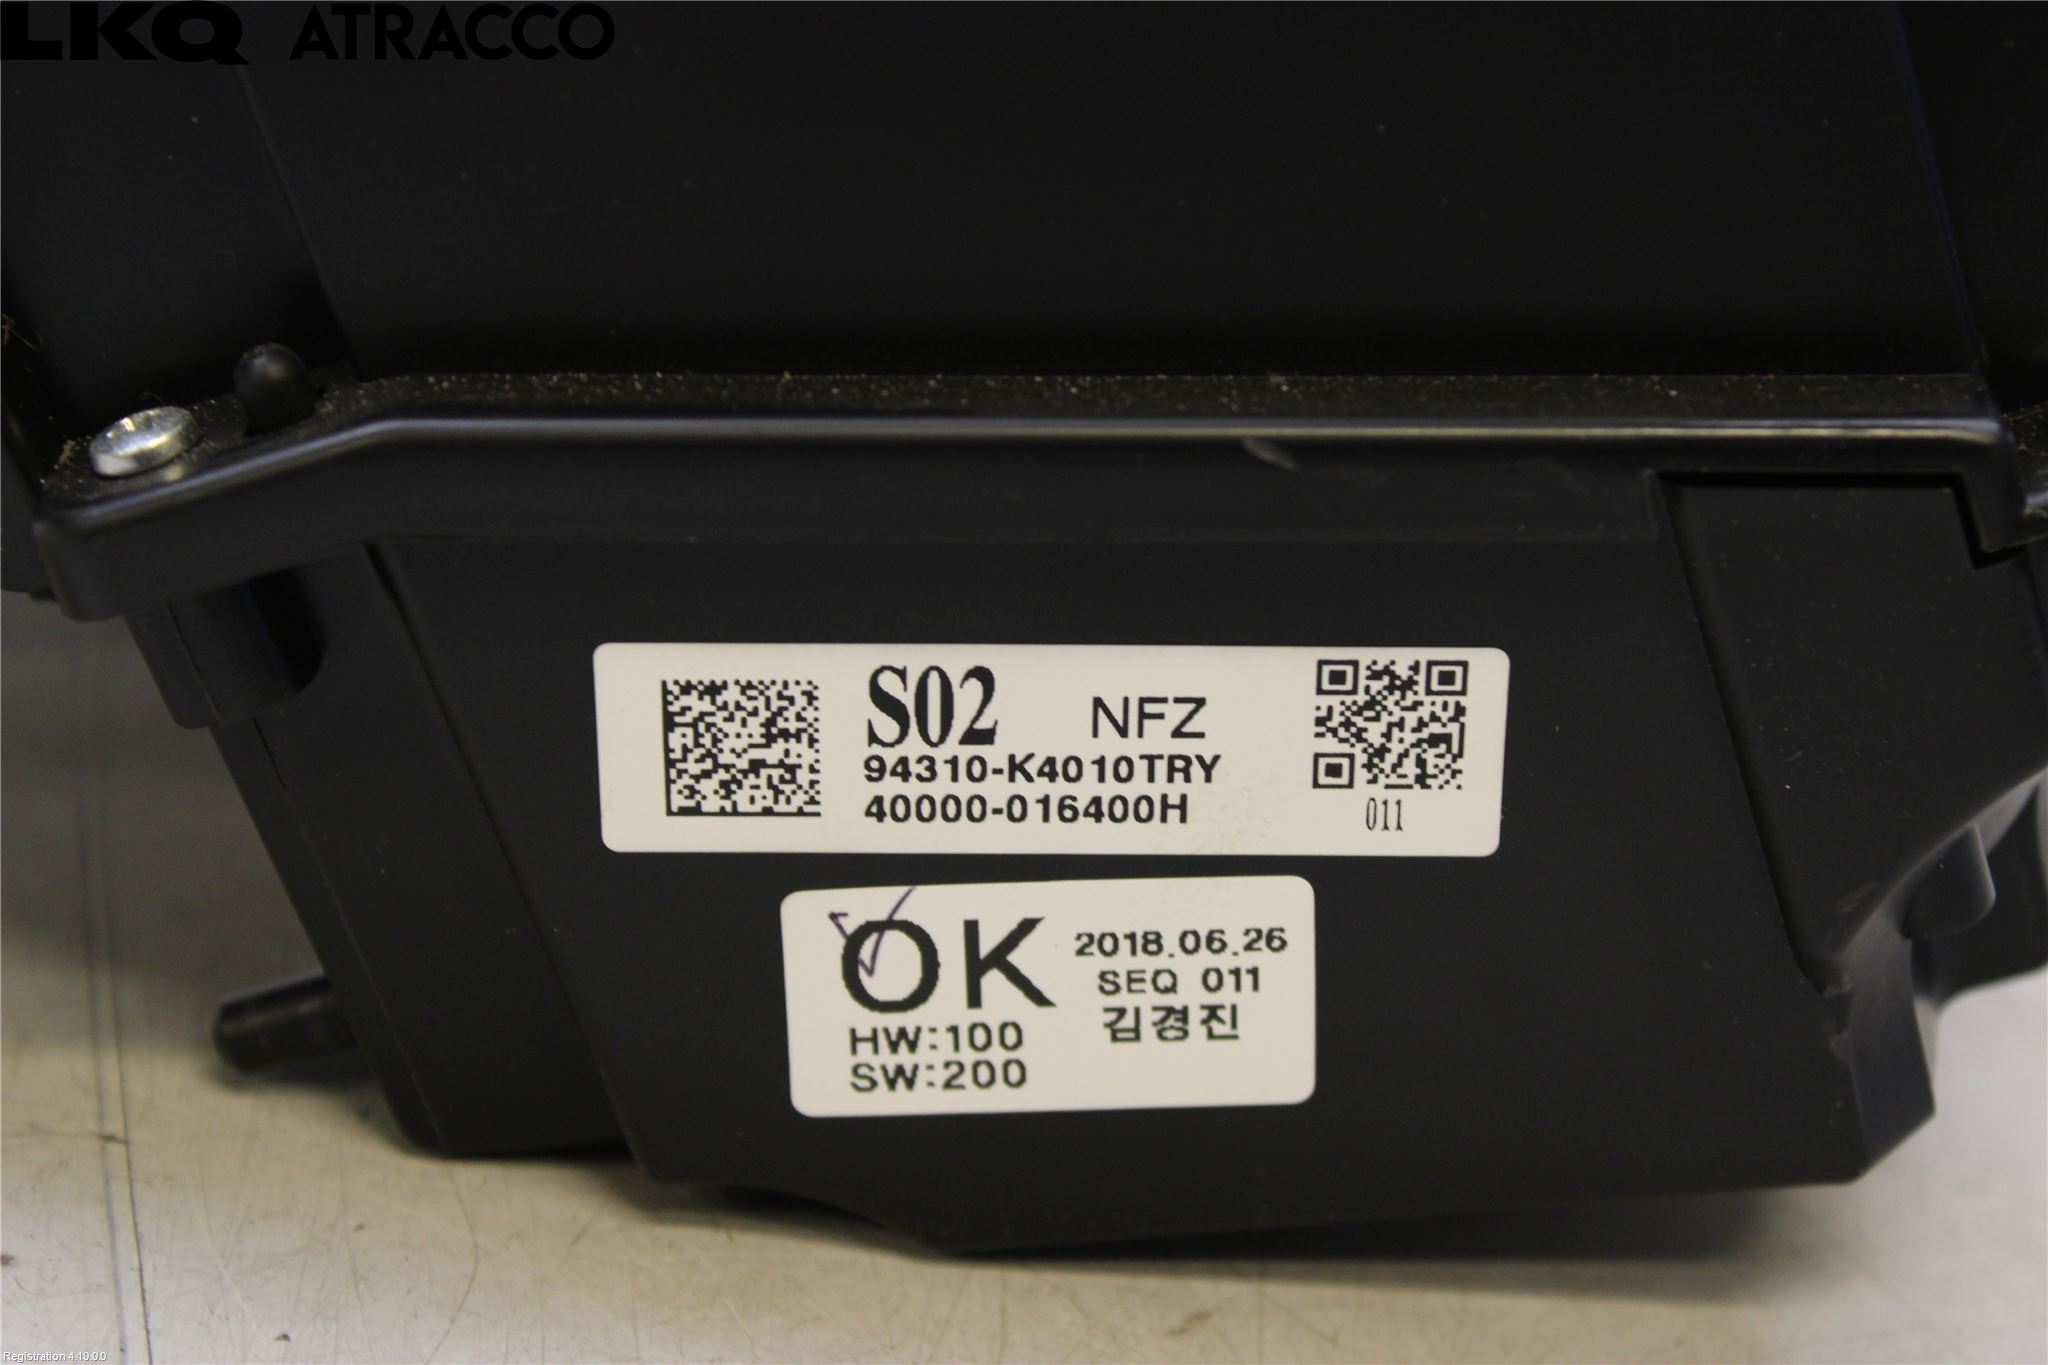 LKQ ATRACCO
S02 NFZ
94310-K4010TRY
40000-016400H
011
OK 2018.06.26
SEQ 011
김경진
HW:100
SW:200
Registration 4.10.0.0